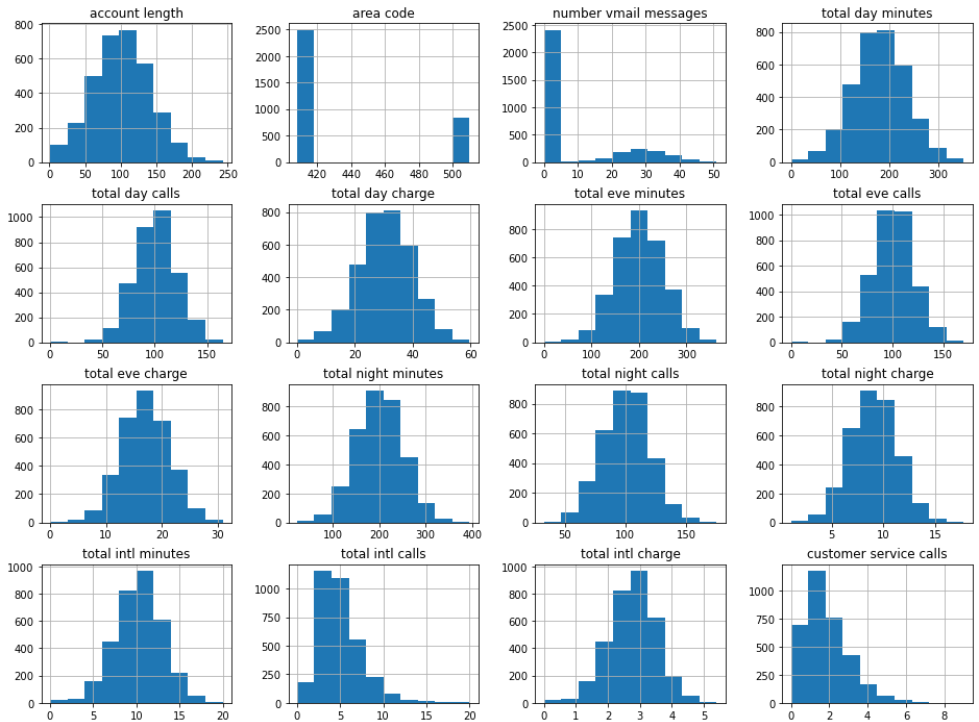 account length area code number vmail messages total day minutes
800 2500 2500 800
600 2000 2000 600
400 1500 1500 400
200 1000 1000 200
0 500 500 0
0 0
0 50 100 150 200 250 420 440 460 480 500 0 10 20 30 40 50 0 100 200 300
total day calls total day charge total eve minutes total eve calls
1000 800 800 1000
800 600 600 800
600 400 400 600
400 200 200 400
200 0 0 200
0 0
0 50 100 150 0 20 40 60 0 100 200 300 0 50 100 150
total eve charge total night minutes total night calls total night charge
800 800 800 800
600 600 600 600
400 400 400 400
200 200 200 200
0 0 0 0
0 10 20 30 100 200 300 400 50 100 150 5 10 15
total intl minutes total intl calls total intl charge customer service calls
1000 1000 1000 1000
800 750 800 750
600 500 600 500
400 250 400 250
200 0 200 0
0 0
0 5 10 15 20 0 5 10 15 20 0 1 2 3 4 5 0 2 4 6 8